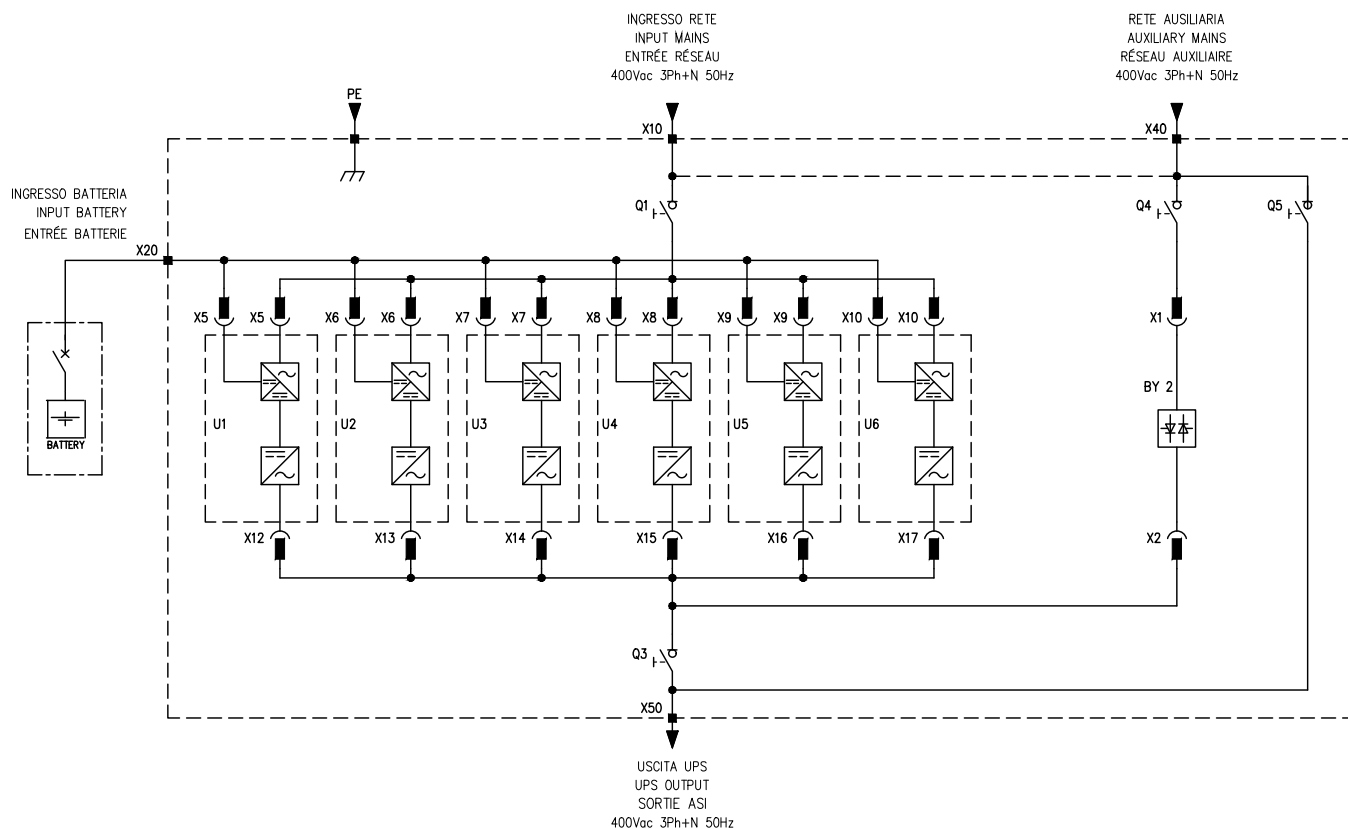 INGRESSO RETE
INPUT MAINS
ENTRÉE RÉSEAU
400Vac 3Ph+N 50Hz
RETE AUSILIARIA
AUXILIARY MAINS
RÉSEAU AUXILIAIRE
400Vac 3Ph+N 50Hz
PE
X10
X40
INGRESSO BATTERIA
INPUT BATTERY
ENTRÉE BATTERIE
Q1
Q4
Q5
X20
X5
X5
X6
X6
X7
X7
X8
X8
X9
X9
X10
X10
X1
BY 2
U1
U2
U3
U4
U5
U6
BATTERY
X12
X13
X14
X15
X16
X17
X2
Q3
X50
USCITA UPS
UPS OUTPUT
SORTIE ASI
400Vac 3Ph+N 50Hz